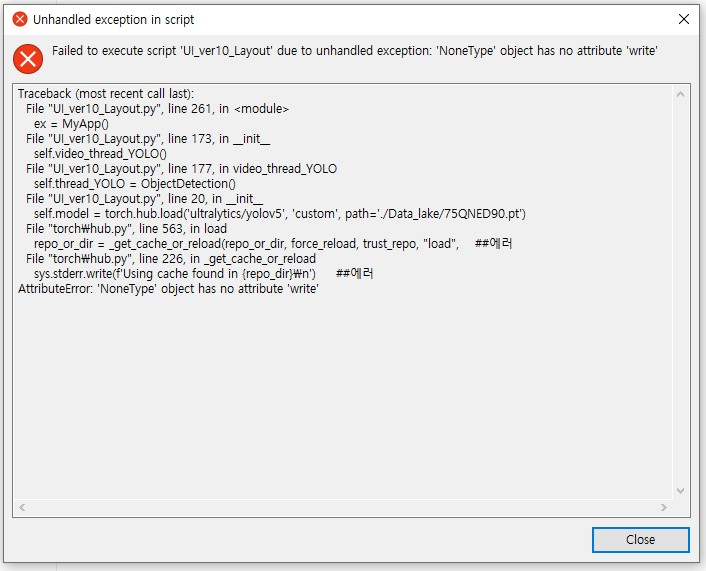 Unhandled exception in script
Failed to execute script 'UI_ver10_Layout' due to unhandled exception: 'NoneType' object has no attribute 'write'
Traceback (most recent call last):
File "UI_ver10_Layout.py", line 261, in <module>
ex = MyApp()
File "UI_ver10_Layout.py", line 173, in __init__
self.video_thread_YOLO()
File "UI_ver10_Layout.py", line 177, in video_thread_YOLO
self.thread_YOLO = ObjectDetection()
File "UI_ver10_Layout.py", line 20, in __init__
self.model = torch.hub.load('ultralytics/yolov5', 'custom', path='./Data_lake/75QNED90.pt')
File "torch₩hub.py", line 563, in load
repo_or_dir = _get_cache_or_reload(repo_or_dir, force_reload, trust_repo, "load", ##에러
File "torch₩hub.py", line 226, in _get_cache_or_reload
sys.stderr.write(f'Using cache found in {repo_dir}₩n') ##에러
AttributeError: 'NoneType' object has no attribute 'write'
Close